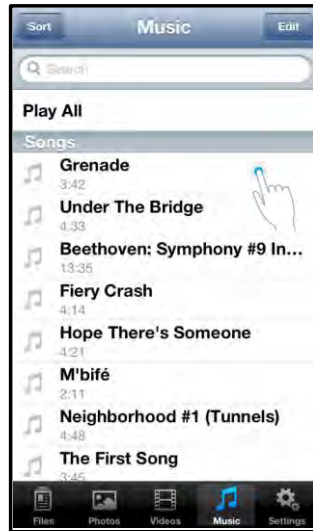 Sort Music Edit
Search
Play All
Songs
Grenade
3:42
Under The Bridge
4:33
Beethoven: Symphony #9 In...
13:35
Fiery Crash
4:14
Hope There's Someone
4:21
M'bifé
2:11
Neighborhood #1 (Tunnels)
4:48
The First Song
3:45
Files Photos Videos Music Settings